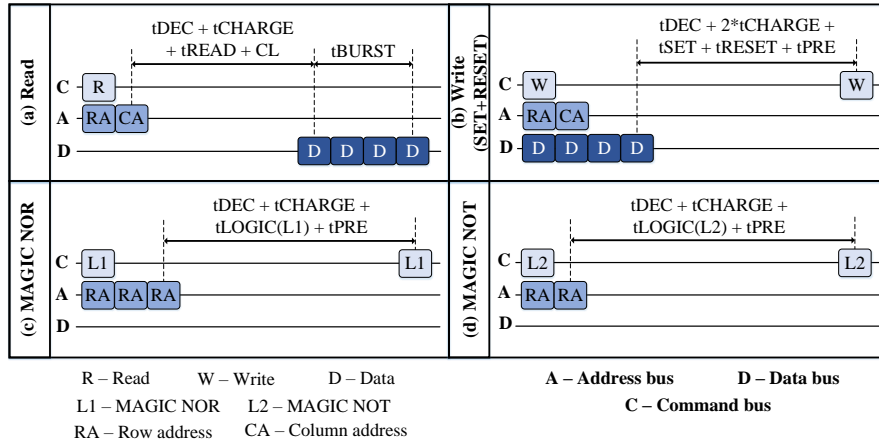 (a) Read
tDEC + tCHARGE
+ tREAD + CL
tBURST
C R
A RA CA
D D D D D
(b) Write
(SET+RESET)
tDEC + 2*tCHARGE +
tSET + tRESET + tPRE
C W W
A RA CA
D D D D D
(c) MAGIC NOR
tDEC + tCHARGE +
tLOGIC(L1) + tPRE
C L1 L1
A RA RA RA
D
(d) MAGIC NOT
tDEC + tCHARGE +
tLOGIC(L2) + tPRE
C L2 L2
A RA RA
D
R – Read W – Write D – Data
L1 – MAGIC NOR L2 – MAGIC NOT
RA – Row address CA – Column address
A – Address bus D – Data bus
C – Command bus